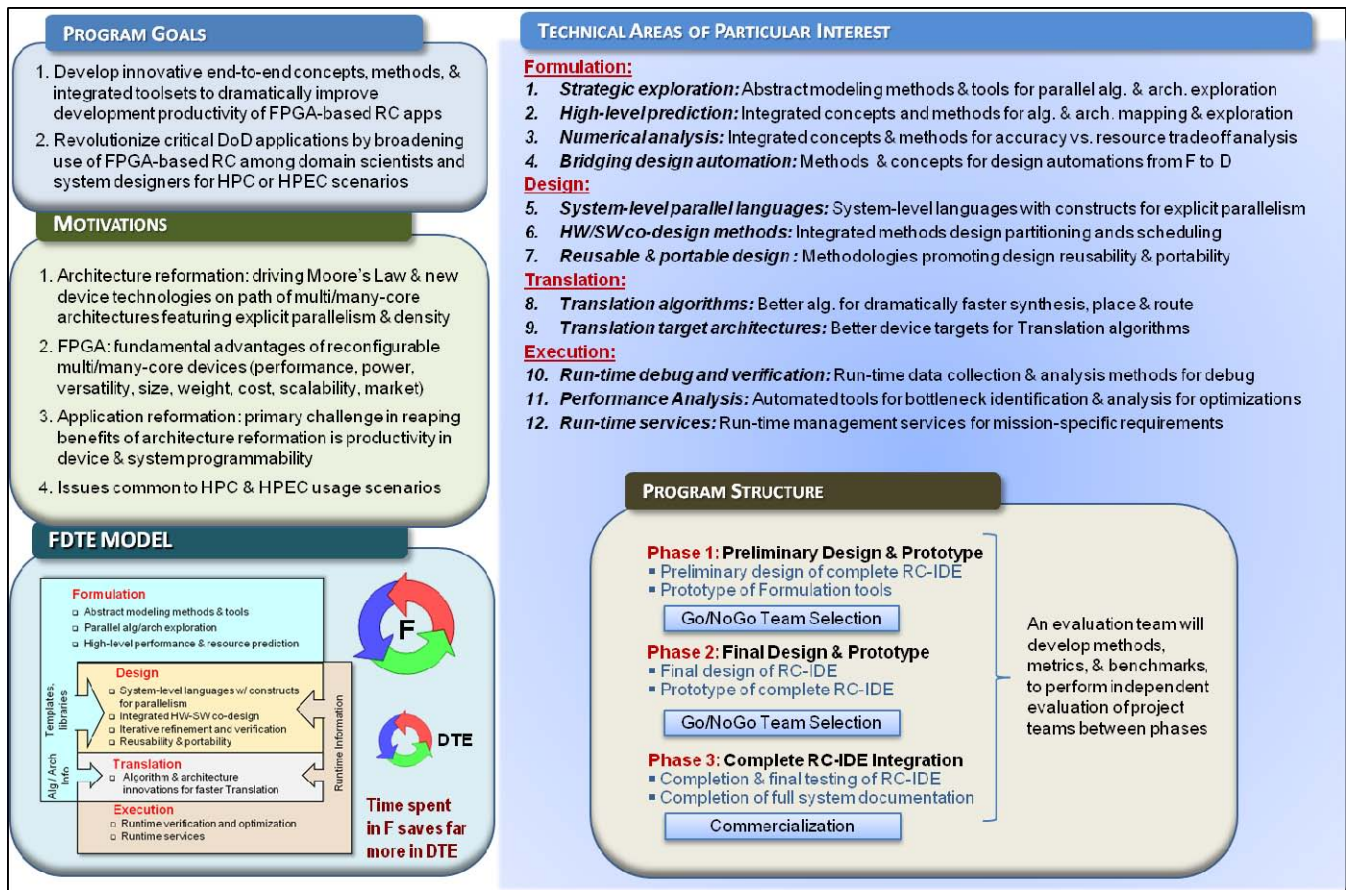 PROGRAM GOALS
1. Develop innovative end-to-end concepts, methods, &
integrated toolsets to dramatically improve
development productivity of FPGA-based RC apps
2. Revolutionize critical DoD applications by broadening
use of FPGA-based RC among domain scientists and
system designers for HPC or HPEC scenarios
MOTIVATIONS
1. Architecture reformation: driving Moore's Law & new
device technologies on path of multi/many-core
architectures featuring explicit parallelism & density
2. FPGA: fundamental advantages of reconfigurable
multi/many-core devices (performance, power,
versatility, size, weight, cost, scalability, market)
3. Application reformation: primary challenge in reaping
benefits of architecture reformation is productivity in
device & system programmability
4. Issues common to HPC & HPEC usage scenarios
FDTE MODEL
Formulation
Abstract modeling methods & tools
Parallel alg/arch exploration
High-level performance & resource prediction
Design
System-level languages w/ constructs
for parallelism
Integrated HW-SW co-design
Iterative refinement and verification
Reusability & portability
Translation
Algorithm & architecture
innovations for faster Translation
Execution
Runtime verification and optimization
Runtime services
Templates,
libraries
Alg / Arch
Info
Runtime Information
F
DTE
Time spent
in F saves far
more in DTE
TECHNICAL AREAS OF PARTICULAR INTEREST
Formulation:
1. Strategic exploration: Abstract modeling methods & tools for parallel alg. & arch. exploration
2. High-level prediction: Integrated concepts and methods for alg. & arch. mapping & exploration
3. Numerical analysis: Integrated concepts & methods for accuracy vs. resource tradeoff analysis
4. Bridging design automation: Methods & concepts for design automations from F to D
Design:
5. System-level parallel languages: System-level languages with constructs for explicit parallelism
6. HW/SW co-design methods: Integrated methods design partitioning ands scheduling
7. Reusable & portable design : Methodologies promoting design reusability & portability
Translation:
8. Translation algorithms: Better alg. for dramatically faster synthesis, place & route
9. Translation target architectures: Better device targets for Translation algorithms
Execution:
10. Run-time debug and verification: Run-time data collection & analysis methods for debug
11. Performance Analysis: Automated tools for bottleneck identification & analysis for optimizations
12. Run-time services: Run-time management services for mission-specific requirements
PROGRAM STRUCTURE
Phase 1: Preliminary Design & Prototype
▪ Preliminary design of complete RC-IDE
▪ Prototype of Formulation tools
Go/NoGo Team Selection
Phase 2: Final Design & Prototype
▪ Final design of RC-IDE
▪ Prototype of complete RC-IDE
Go/NoGo Team Selection
Phase 3: Complete RC-IDE Integration
▪ Completion & final testing of RC-IDE
▪ Completion of full system documentation
Commercialization
An evaluation team will
develop methods,
metrics, & benchmarks,
to perform independent
evaluation of project
teams between phases